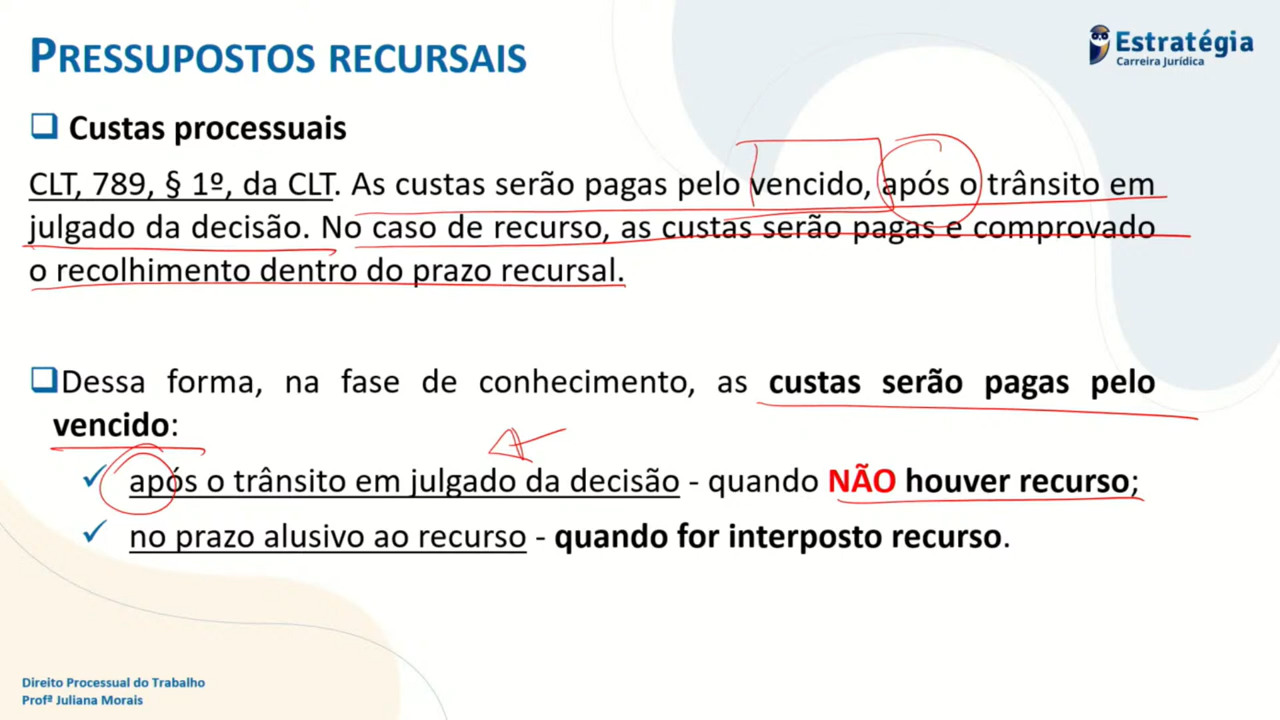 PRESSUPOSTOS RECURSAIS
Estratégia
Carreira Jurídica
Custas processuais
CLT, 789, § 1º, da CLT. As custas serão pagas pelo vencido, após o trânsito em
julgado da decisão. No caso de recurso, as custas serão pagas e comprovado
o recolhimento dentro do prazo recursal.
Dessa forma, na fase de conhecimento, as custas serão pagas pelo
vencido:
após o trânsito em julgado da decisão - quando NÃO houver recurso;
no prazo alusivo ao recurso - quando for interposto recurso.
Direito Processual do Trabalho
Profª Juliana Morais